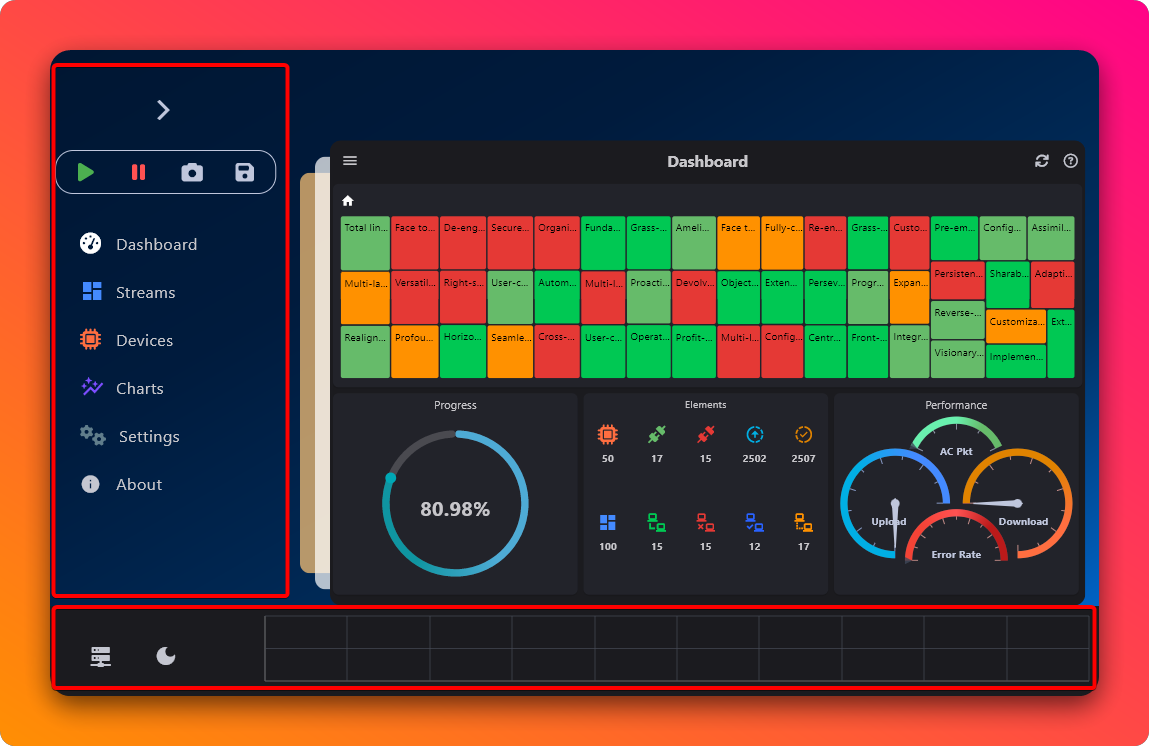 Dashboard
Streams
Devices
Charts
Settings
About
Dashboard
Total lin... Face to... De-eng... Secure... Organi... Funda... Grass-... Ameli... Face t... Fully-c... Re-en... Grass-... Custo... Pre-em... Config... Assimil...
Multi-la... Versatil... Right-s... User-c... Autom... Multi-l... Proacti... Devolv... Object... Exten... Persev... Progr... Expan... Persisten... Sharab... Adapti...
Reverse-... Customiza... Ext...
Realign... Profou... Horizo... Seamle... Cross-... User-c... Operat... Profit-... Multi-l... Config... Centr... Front-... Integr... Visionary... Implemen...
Progress
80.98%
Elements
50 17 15 2502 2507
100 15 15 12 17
Performance
AC Pkt
Upload Download
Error Rate